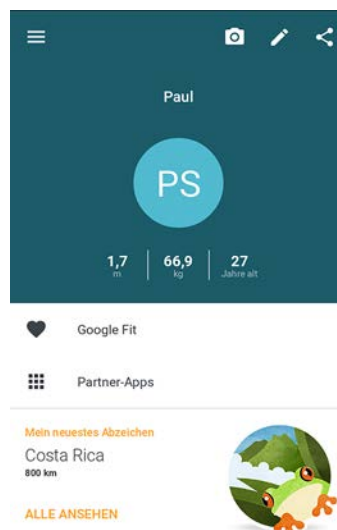 Paul
PS
1,7 66,9 27
m kg Jahre alt
Google Fit
Partner-Apps
Mein neuestes Abzeichen
Costa Rica
800 km
ALLE ANSEHEN